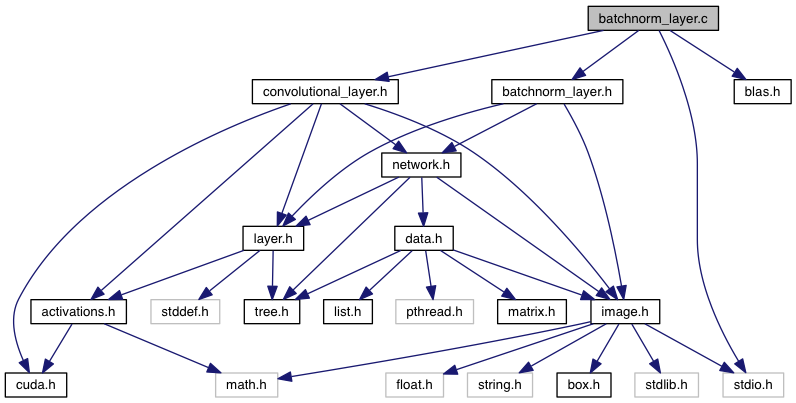 batchnorm_layer.c
convolutional_layer.h
batchnorm_layer.h
blas.h
network.h
layer.h
data.h
activations.h
stddef.h
tree.h
list.h
pthread.h
matrix.h
image.h
cuda.h
math.h
float.h
string.h
box.h
stdlib.h
stdio.h